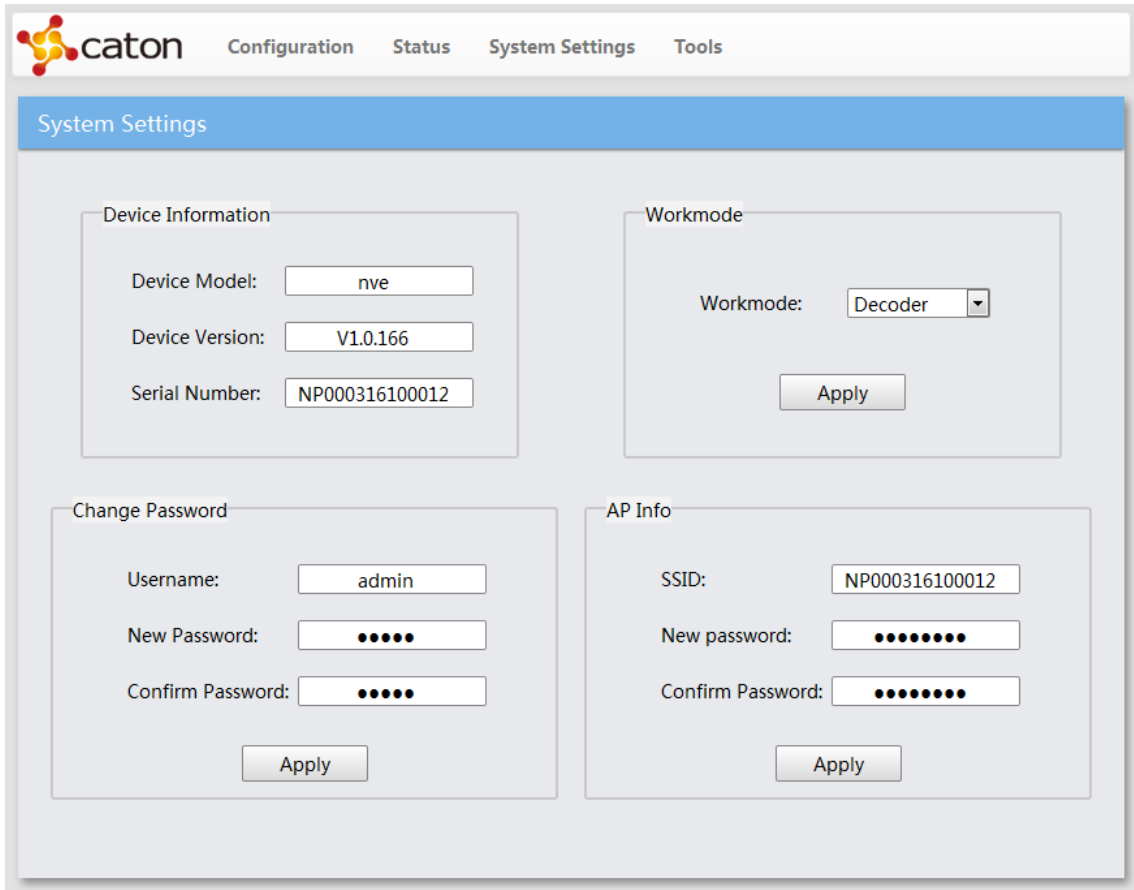 caton Configuration Status System Settings Tools
System Settings
Device Information
Device Model: nve
Device Version: V1.0.166
Serial Number: NP000316100012
Workmode
Workmode: Decoder
Apply
Change Password
Username: admin
New Password: ●●●●●
Confirm Password: ●●●●●
Apply
AP Info
SSID: NP000316100012
New password: ●●●●●●●●
Confirm Password: ●●●●●●●●
Apply